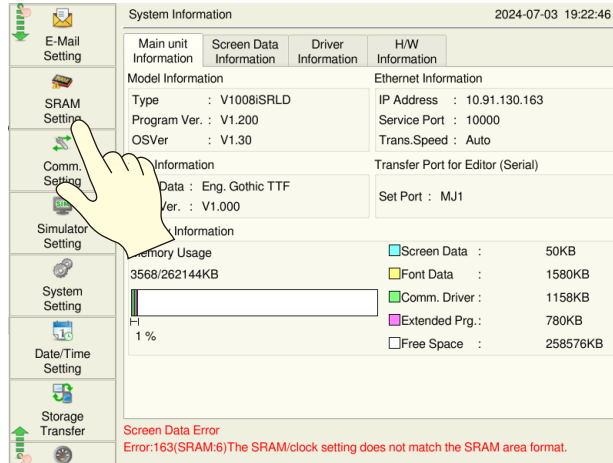 System Information 2024-07-03 19:22:46
E-Mail
Setting
SRAM
Setting
Comm.
Setting
SIM
Simulator
Setting
System
Setting
Date/Time
Setting
Storage
Transfer
Main unit
Information
Screen Data
Information
Driver
Information
H/W
Information
Model Information
Type : V1008iSRLD
Program Ver. : V1.200
OSVer : V1.30
Ethernet Information
IP Address : 10.91.130.163
Service Port : 10000
Trans.Speed : Auto
Information
Data : Eng. Gothic TTF
Ver. : V1.000
Transfer Port for Editor (Serial)
Set Port : MJ1
Information
Memory Usage
3568/262144KB
1 %
Screen Data : 50KB
Font Data : 1580KB
Comm. Driver : 1158KB
Extended Prg.: 780KB
Free Space : 258576KB
Screen Data Error
Error:163(SRAM:6)The SRAM/clock setting does not match the SRAM area format.